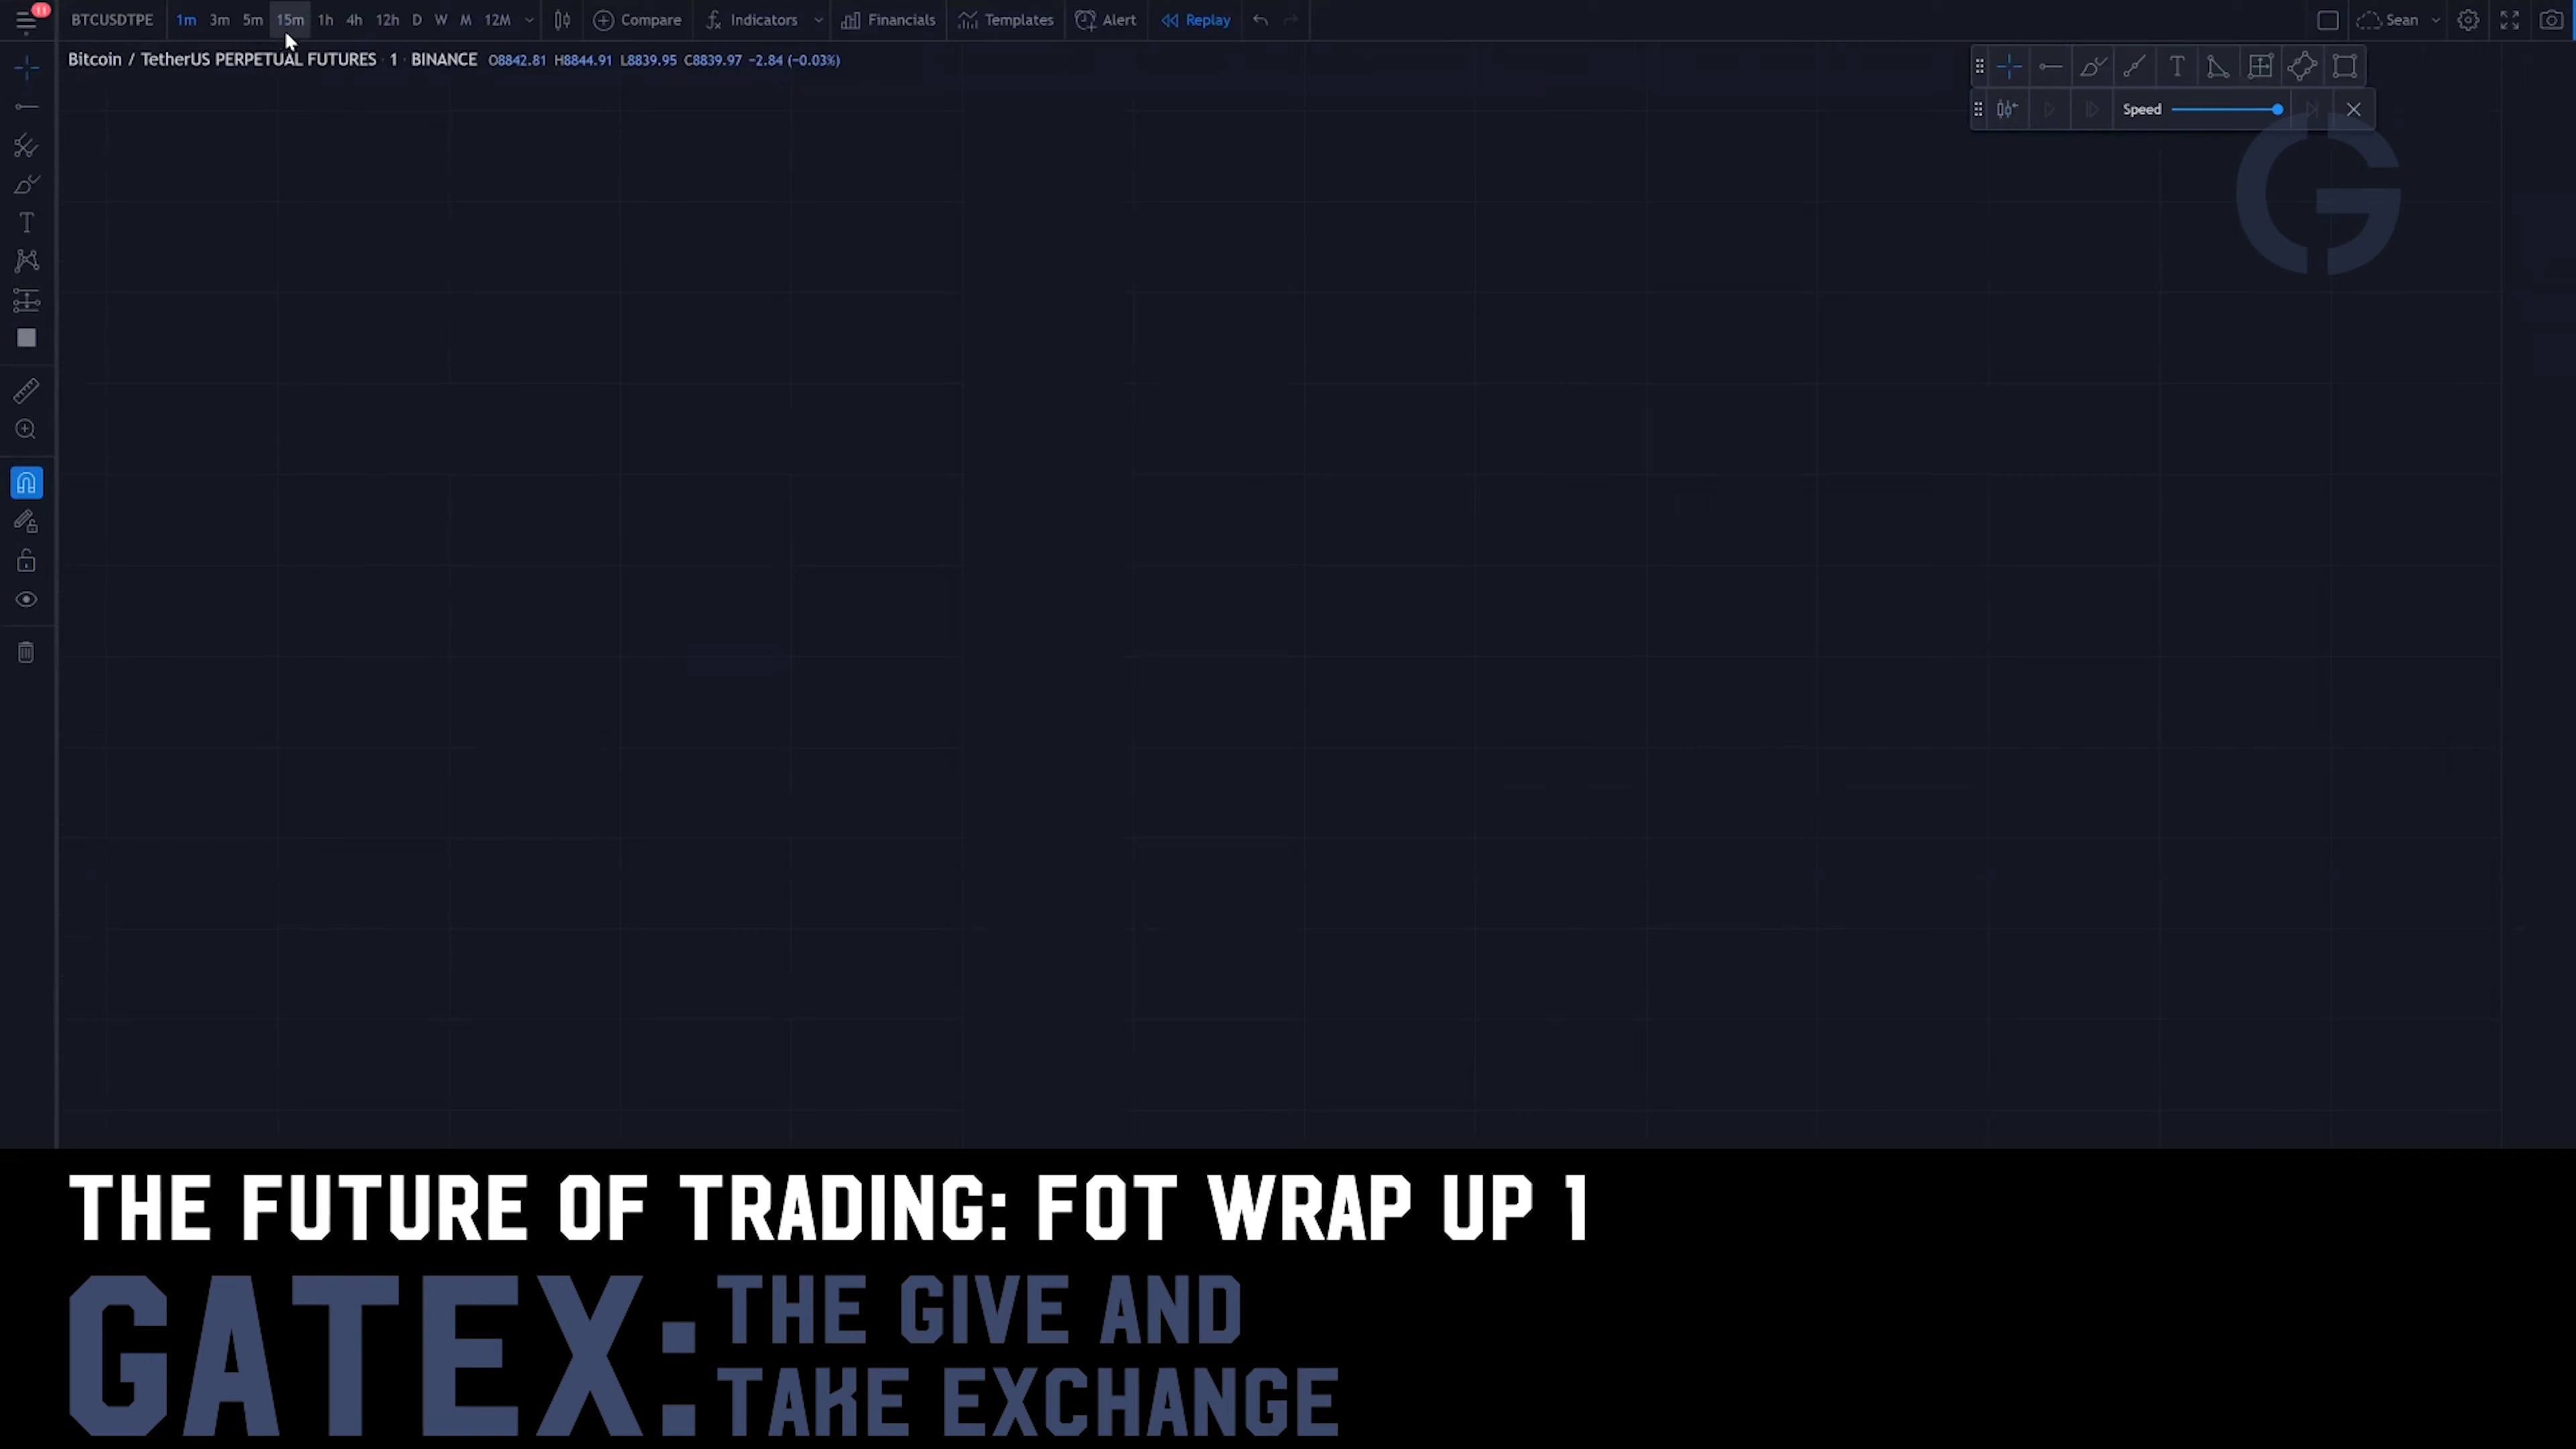 11
BTCUSDTPE 1m 3m 5m 15m 1h 4h 12h D W M 12M Compare Indicators Financials Templates Alert Replay Sean
Bitcoin / TetherUS PERPETUAL FUTURES · 1 · BINANCE O8842.81 H8844.91 L8839.95 C8839.97 −2.84 (−0.03%)
Speed
G
THE FUTURE OF TRADING: FOT WRAP UP 1
GATEX: THE GIVE AND
TAKE EXCHANGE